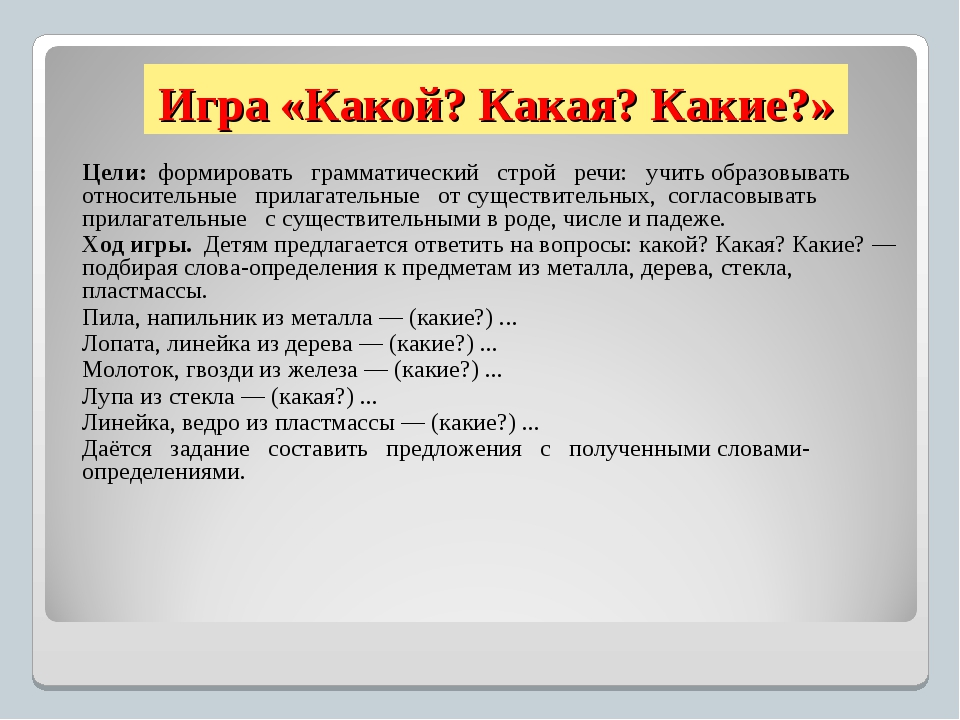 Игра «Какой? Какая? Какие?»
Цели: формировать грамматический строй речи: учить образовывать
относительные прилагательные от существительных, согласовывать
прилагательные с существительными в роде, числе и падеже.
Ход игры. Детям предлагается ответить на вопросы: какой? Какая? Какие? —
подбирая слова-определения к предметам из металла, дерева, стекла,
пластмассы.
Пила, напильник из металла — (какие?) ...
Лопата, линейка из дерева — (какие?) ...
Молоток, гвозди из железа — (какие?) ...
Лупа из стекла — (какая?) ...
Линейка, ведро из пластмассы — (какие?) ...
Даётся задание составить предложения с полученными словами-
определениями.